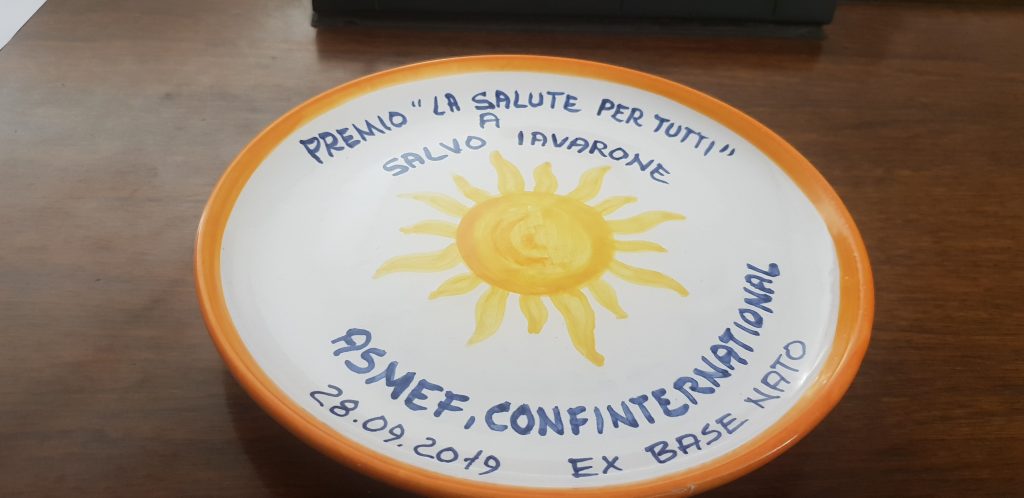 PREMIO "LA SALUTE PER TUTTI"
A
SALVO IAVARONE
ASMEF, CONFINTERNATIONAL
28.09.2019 EX BASE NATO